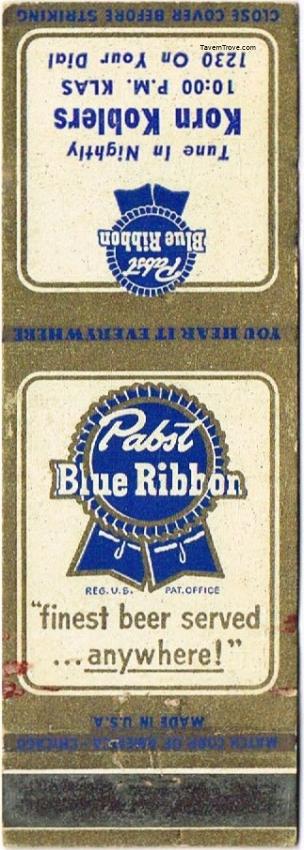 CLOSE COVER BEFORE STRIKING
TavernTrove.com
Tune In Nightly
Korn Koblers
10:00 P.M. KLAS
1230 On Your Dial
Pabst
Blue Ribbon
YOU HEAR IT EVERYWHERE
Pabst
Blue Ribbon
REG. U.S. PAT. OFFICE
"finest beer served
...anywhere!"
MADE IN U.S.A.
MATCH CORP OF AMERICA - CHICAGO